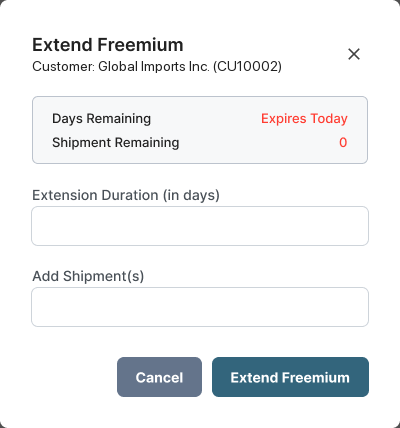 Extend Freemium
Customer: Global Imports Inc. (CU10002)
Days Remaining Expires Today
Shipment Remaining 0
Extension Duration (in days)
Add Shipment(s)
Cancel Extend Freemium